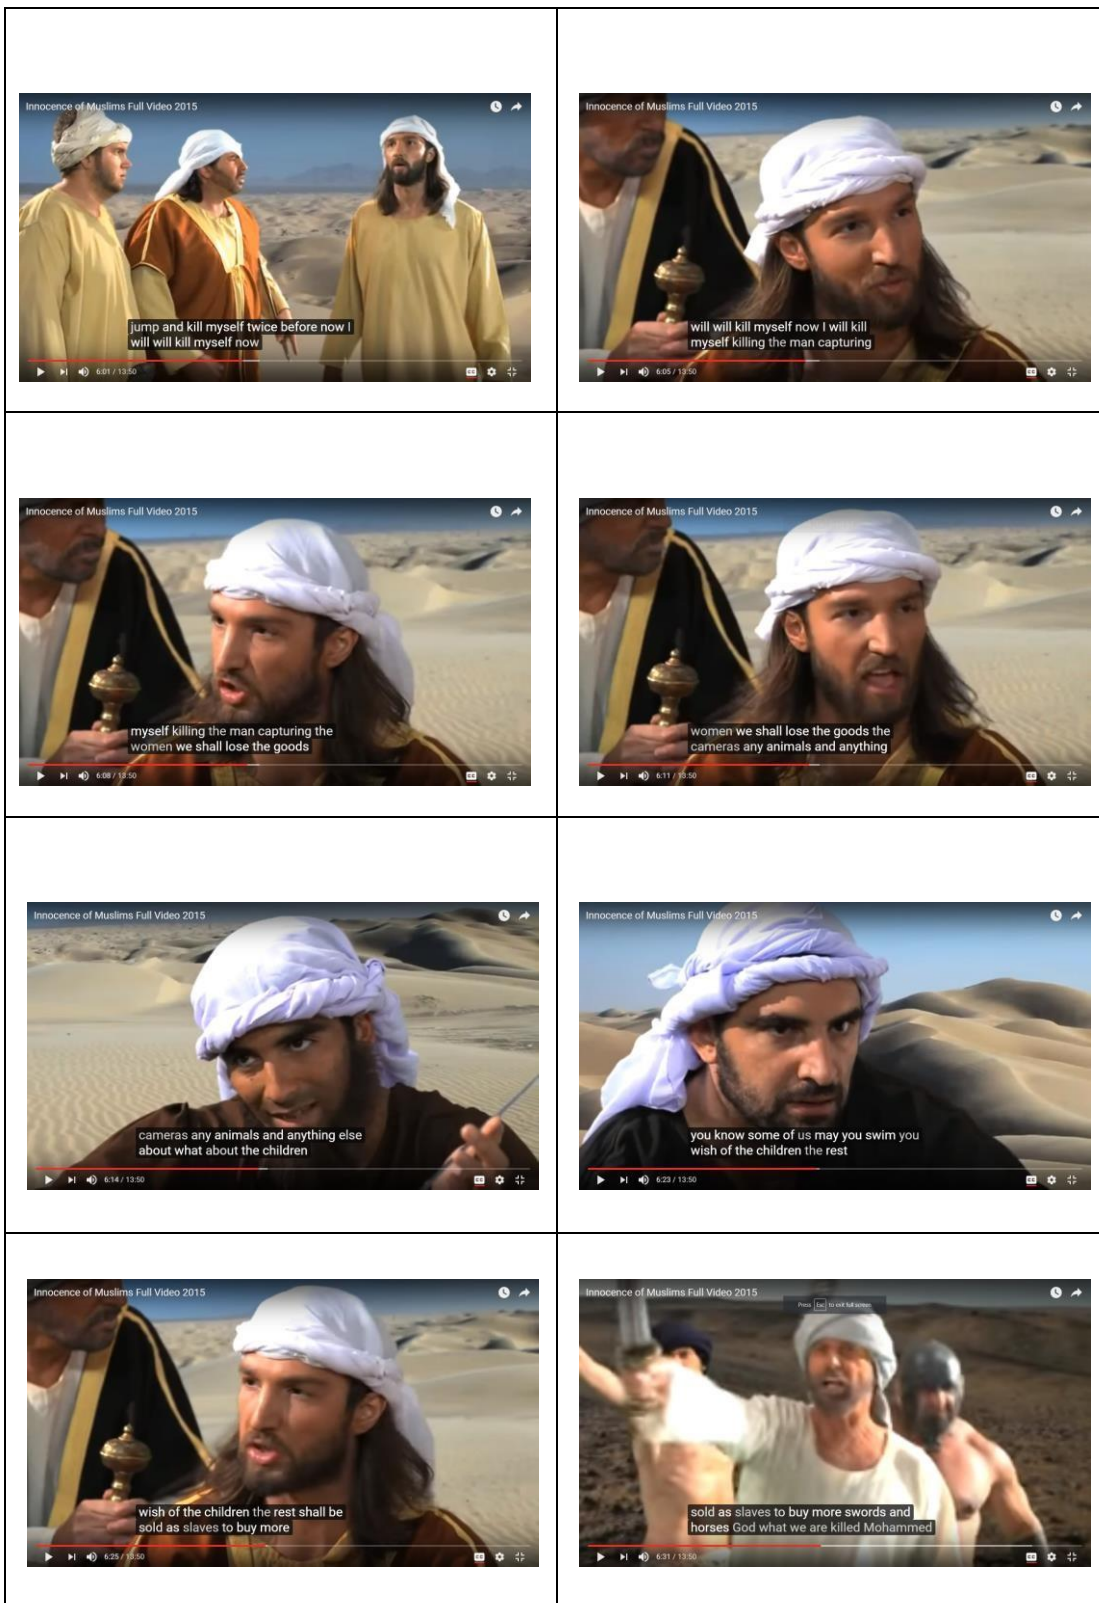 Innocence of Muslims Full Video 2015
jump and kill myself twice before now I
will will kill myself now
6:01 / 13:50
Innocence of Muslims Full Video 2015
will will kill myself now I will kill
myself killing the man capturing
6:05 / 13:50
Innocence of Muslims Full Video 2015
myself killing the man capturing the
women we shall lose the goods
6:08 / 13:50
Innocence of Muslims Full Video 2015
women we shall lose the goods the
cameras any animals and anything
6:11 / 13:50
Innocence of Muslims Full Video 2015
cameras any animals and anything else
about what about the children
6:14 / 13:50
Innocence of Muslims Full Video 2015
you know some of us may you swim you
wish of the children the rest
6:23 / 13:50
Innocence of Muslims Full Video 2015
wish of the children the rest shall be
sold as slaves to buy more
6:25 / 13:50
Innocence of Muslims Full Video 2015
Press Esc to exit full screen
sold as slaves to buy more swords and
horses God what we are killed Mohammed
6:31 / 13:50